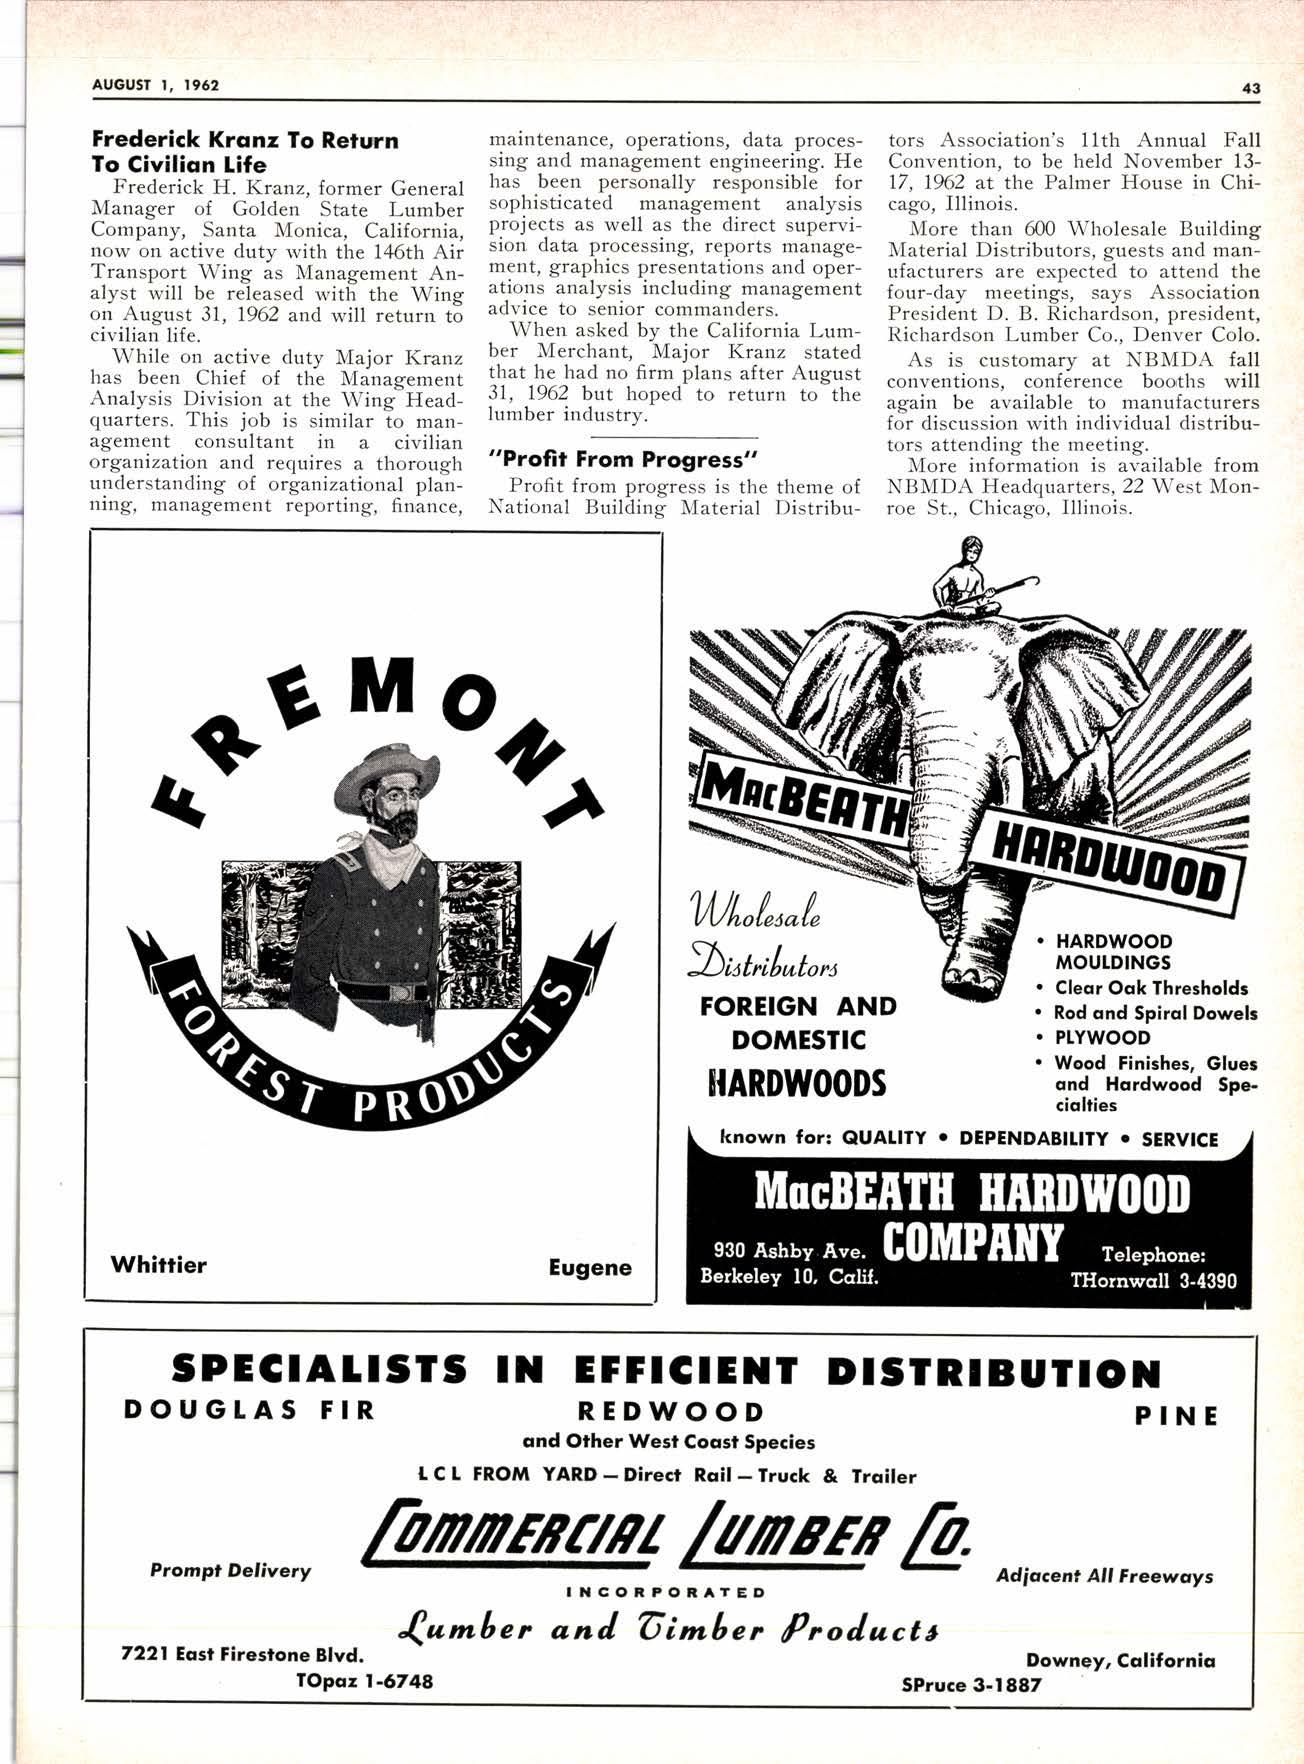 AUGUST 1, 1962
43
Frederick Kranz To Return
To Civilian Life
Frederick H. Kranz, former General
Manager of Golden State Lumber
Company, Santa Monica, California,
now on active duty with the 146th Air
Transport Wing as Management An-
alyst will be released with the Wing
on August 31, 1962 and will return to
civilian life.
While on active duty Major Kranz
has been Chief of the Management
Analysis Division at the Wing Head-
quarters. This job is similar to man-
agement consultant in a civilian
organization and requires a thorough
understanding of organizational plan-
ning, management reporting, finance,
maintenance, operations, data proces-
sing and management engineering. He
has been personally responsible for
sophisticated management analysis
projects as well as the direct supervi-
sion data processing, reports manage-
ment, graphics presentations and oper-
ations analysis including management
advice to senior commanders.
When asked by the California Lum-
ber Merchant, Major Kranz stated
that he had no firm plans after August
31, 1962 but hoped to return to the
lumber industry.
"Profit From Progress"
Profit from progress is the theme of
National Building Material Distribu-
tors Association's 11th Annual Fall
Convention, to be held November 13-
17, 1962 at the Palmer House in Chi-
cago, Illinois.
More than 600 Wholesale Building
Material Distributors, guests and man-
ufacturers are expected to attend the
four-day meetings, says Association
President D. B. Richardson, president,
Richardson Lumber Co., Denver Colo.
As is customary at NBMDA fall
conventions, conference booths will
again be available to manufacturers
for discussion with individual distribu-
tors attending the meeting.
More information is available from
NBMDA Headquarters, 22 West Mon-
roe St., Chicago, Illinois.
FREMONT
FOREST PRODUCTS
Whittier
Eugene
MacBEATH
HARDWOOD
Wholesale
Distributors
FOREIGN AND
DOMESTIC
HARDWOODS
• HARDWOOD
MOULDINGS
• Clear Oak Thresholds
• Rod and Spiral Dowels
• PLYWOOD
• Wood Finishes, Glues
and Hardwood Spe-
cialties
known for: QUALITY • DEPENDABILITY • SERVICE
MacBEATH HARDWOOD
COMPANY
930 Ashby Ave.
Berkeley 10, Calif.
Telephone:
THornwall 3-4390
SPECIALISTS IN EFFICIENT DISTRIBUTION
DOUGLAS FIR REDWOOD PINE
and Other West Coast Species
LCL FROM YARD — Direct Rail — Truck & Trailer
COMMERCIAL LUMBER CO.
Prompt Delivery
Adjacent All Freeways
INCORPORATED
Lumber and Timber Products
7221 East Firestone Blvd.
Downey, California
TOpaz 1-6748
SPruce 3-1887